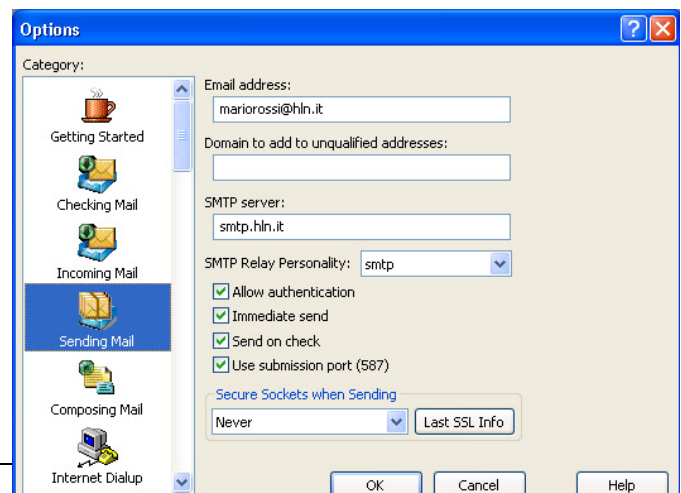 Options
Category:
Getting Started
Checking Mail
Incoming Mail
Sending Mail
Composing Mail
Internet Dialup
Email address:
mariorossi@hln.it
Domain to add to unqualified addresses:
SMTP server:
smtp.hln.it
SMTP Relay Personality: smtp
Allow authentication
Immediate send
Send on check
Use submission port (587)
Secure Sockets when Sending
Never Last SSL Info
OK Cancel Help